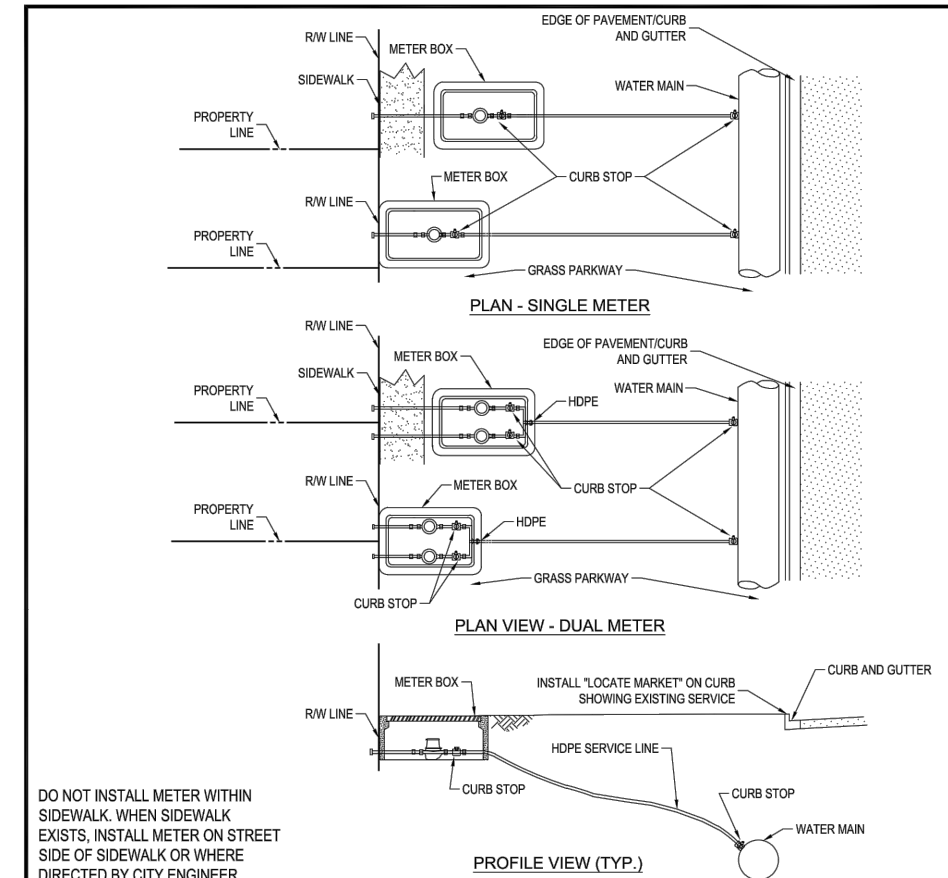 EDGE OF PAVEMENT/CURB
AND GUTTER
R/W LINE
METER BOX
SIDEWALK
WATER MAIN
PROPERTY
LINE
METER BOX
CURB STOP
R/W LINE
PROPERTY
LINE
GRASS PARKWAY
PLAN - SINGLE METER
R/W LINE
EDGE OF PAVEMENT/CURB
AND GUTTER
METER BOX
SIDEWALK
WATER MAIN
PROPERTY
LINE
HDPE
R/W LINE
METER BOX
CURB STOP
PROPERTY
LINE
HDPE
GRASS PARKWAY
CURB STOP
PLAN VIEW - DUAL METER
CURB AND GUTTER
METER BOX
INSTALL "LOCATE MARKET" ON CURB
SHOWING EXISTING SERVICE
R/W LINE
HDPE SERVICE LINE
CURB STOP
CURB STOP
WATER MAIN
DO NOT INSTALL METER WITHIN
SIDEWALK. WHEN SIDEWALK
EXISTS, INSTALL METER ON STREET
SIDE OF SIDEWALK OR WHERE
DIRECTED BY CITY ENGINEER
PROFILE VIEW (TYP.)